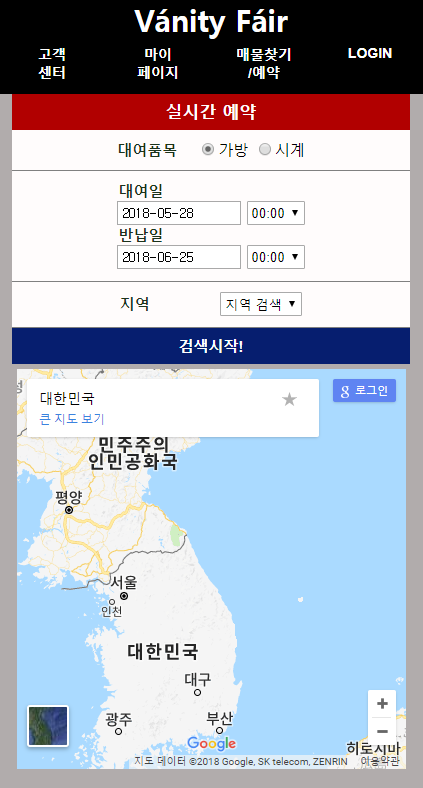 Vánity Fáir
고객 센터
마이 페이지
매물찾기 /예약
LOGIN
실시간 예약
대여품목 가방 시계
대여일
2018-05-28 00:00
반납일
2018-06-25 00:00
지역 지역 검색
검색시작!
대한민국
큰 지도 보기
로그인
민주주의
인민공화국
평양
서울
인천
대한민국
대구
광주
부산
히로시마
Google
지도 데이터 ©2018 Google, SK telecom, ZENRIN 이용약관